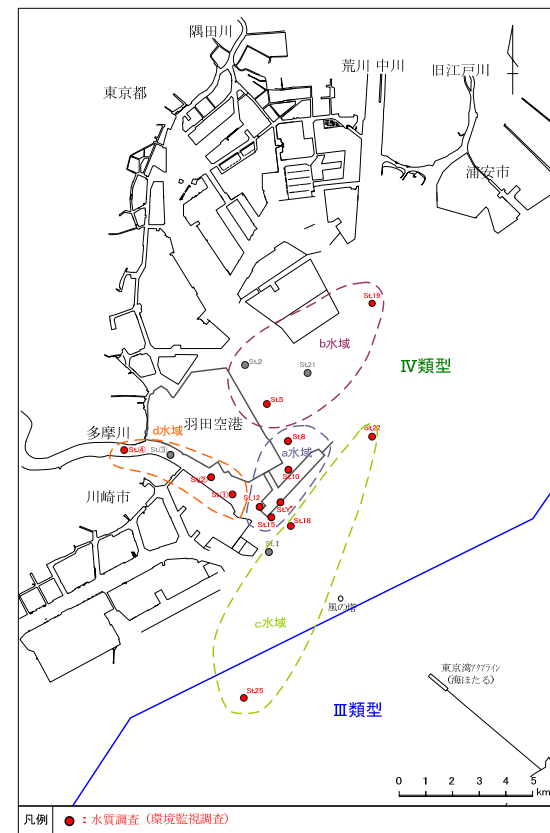 隅田川
荒川 中川
旧江戸川
東京都
浦安市
St.19
b水域
St.2
St.21
Ⅳ類型
St.5
羽田空港
多摩川
d水域
St.22
St.8
a水域
St.④
St.③
St.10
St.②
川崎市
St.①
St.12
St.15
St.18
風の塔
c水域
東京湾アクアライン
(海ほたる)
St.25
Ⅲ類型
0 1 2 3 4 5
km
凡例
:水質調査(環境監視調査)